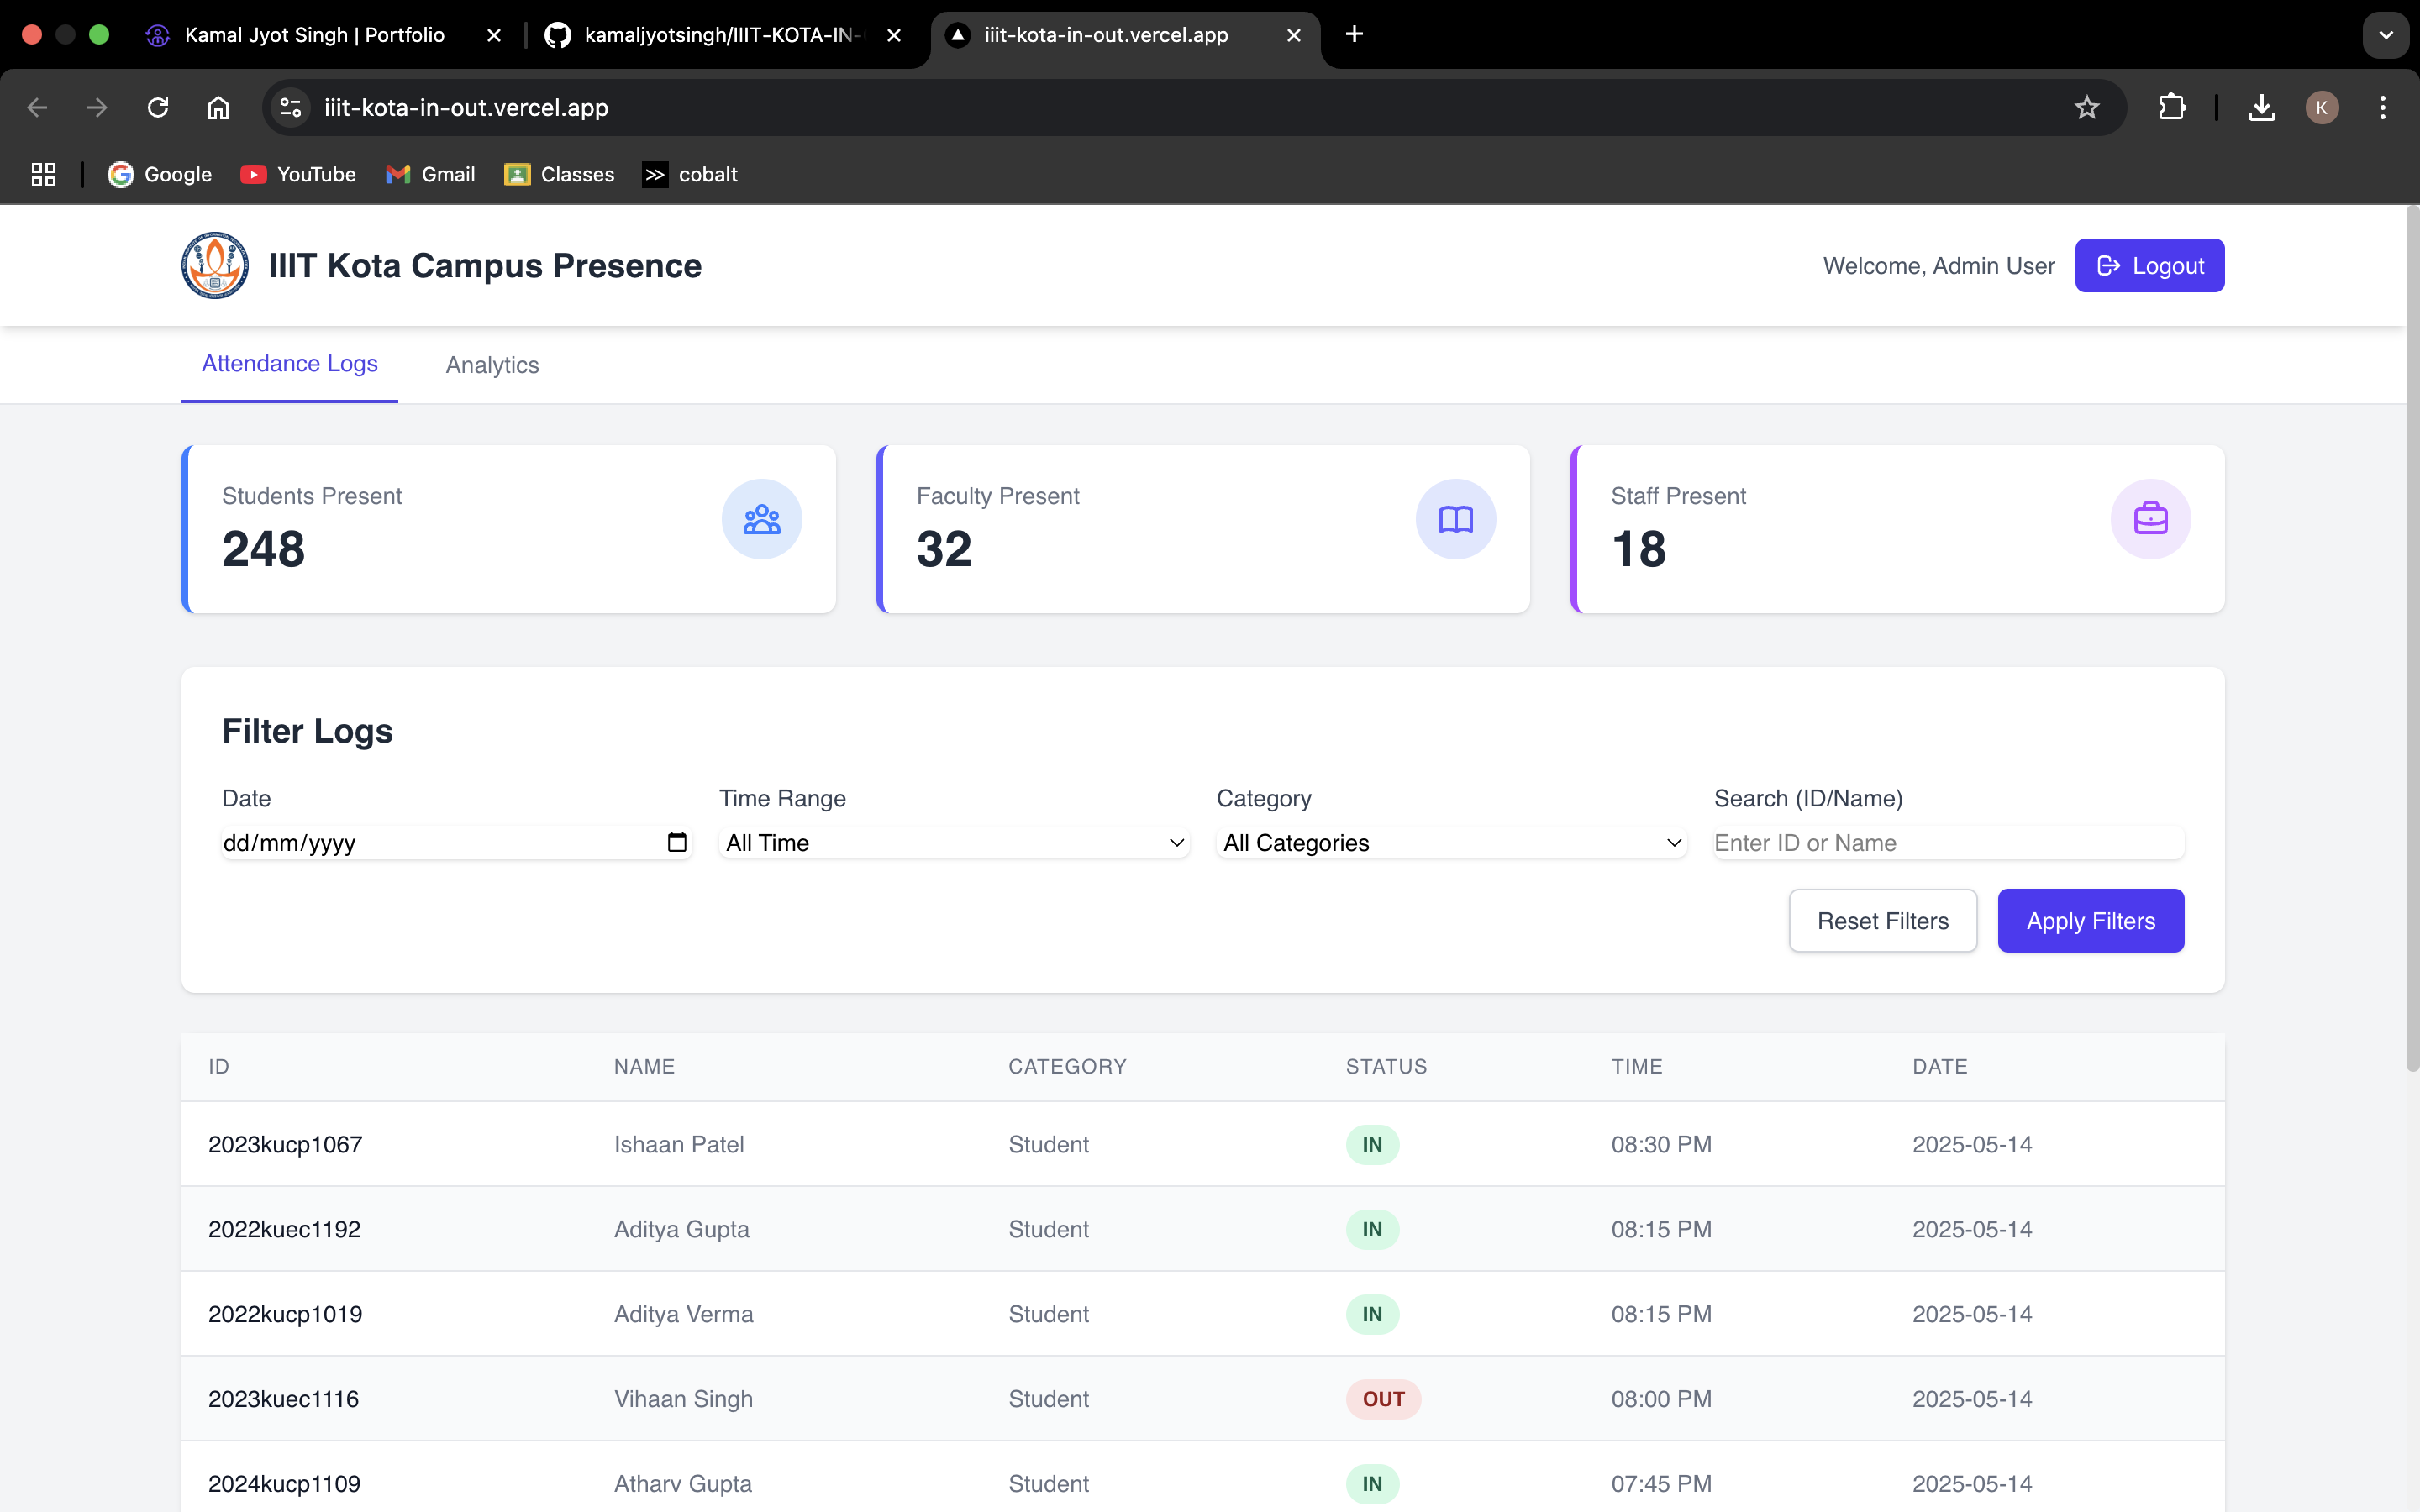 Kamal Jyot Singh | Portfolio
kamaljyotsingh/IIIT-KOTA-IN-
iiit-kota-in-out.vercel.app
iiit-kota-in-out.vercel.app
K
Google YouTube Gmail Classes cobalt
IIIT Kota Campus Presence
Welcome, Admin User Logout
Attendance Logs Analytics
Students Present
248
Faculty Present
32
Staff Present
18
Filter Logs
Date Time Range Category Search (ID/Name)
dd/mm/yyyy All Time All Categories Enter ID or Name
Reset Filters Apply Filters
ID NAME CATEGORY STATUS TIME DATE
2023kucp1067 Ishaan Patel Student IN 08:30 PM 2025-05-14
2022kuec1192 Aditya Gupta Student IN 08:15 PM 2025-05-14
2022kucp1019 Aditya Verma Student IN 08:15 PM 2025-05-14
2023kuec1116 Vihaan Singh Student OUT 08:00 PM 2025-05-14
2024kucp1109 Atharv Gupta Student IN 07:45 PM 2025-05-14